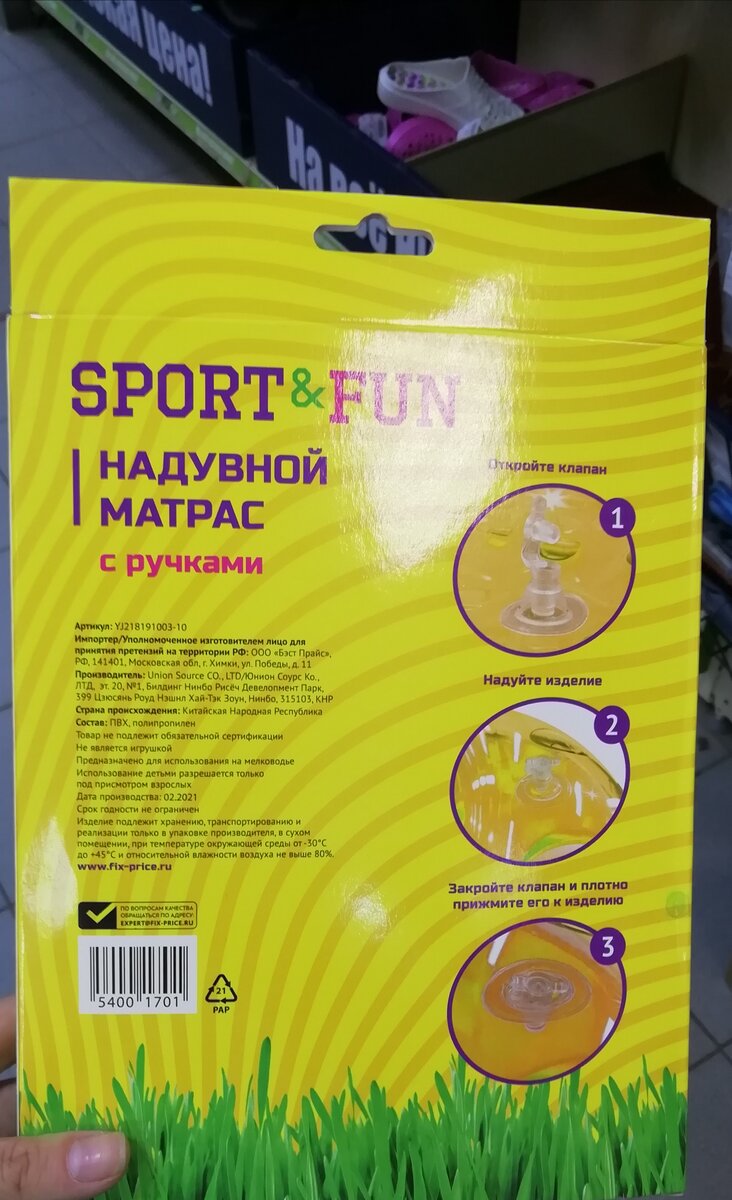 цена!
На
SPORT&FUN
НАДУВНОЙ
МАТРАС
с ручками
Артикул: YJ218191003-10
Импортер/Уполномоченное изготовителем лицо для
принятия претензий на территории РФ: ООО «Бэст Прайс»,
РФ, 141401, Московская обл, г. Химки, ул. Победы, д. 11
Производитель: Union Source CO., LTD/Юнион Соурс Ко.,
ЛТД, эт. 20, №1, Билдинг Нинбо Рисёч Девелопмент Парк,
399 Цзюсянь Роуд Нэшнл Хай-Тэк Зоун, Нинбо, 315103, КНР
Страна происхождения: Китайская Народная Республика
Состав: ПВХ, полипропилен
Товар не подлежит обязательной сертификации
Не является игрушкой
Предназначено для использования на мелководье
Использование детьми разрешается только
под присмотром взрослых
Дата производства: 02.2021
Срок годности не ограничен
Изделие подлежит хранению, транспортированию и
реализации только в упаковке производителя, в сухом
помещении, при температуре окружающей среды от -30°C
до +45°C и относительной влажности воздуха не выше 80%.
www.fix-price.ru
ПО ВОПРОСАМ КАЧЕСТВА
ОБРАЩАТЬСЯ ПО АДРЕСУ:
EXPERT@FIX-PRICE.RU
5400 1701
21
PAP
Откройте клапан
1
Надуйте изделие
2
Закройте клапан и плотно
прижмите его к изделию
3